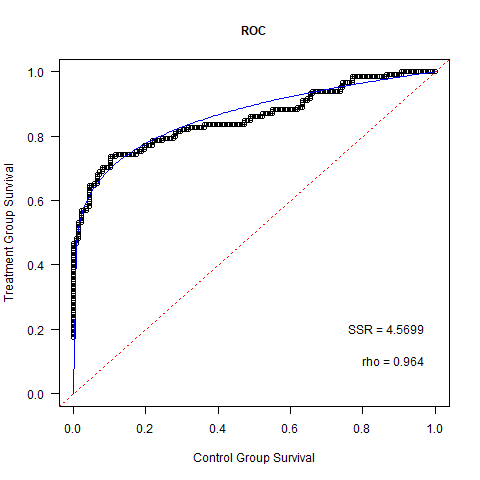 ROC
Treatment Group Survival
1.0
0.8
0.6
0.4
0.2
0.0
SSR = 4.5699
rho = 0.964
0.0 0.2 0.4 0.6 0.8 1.0
Control Group Survival